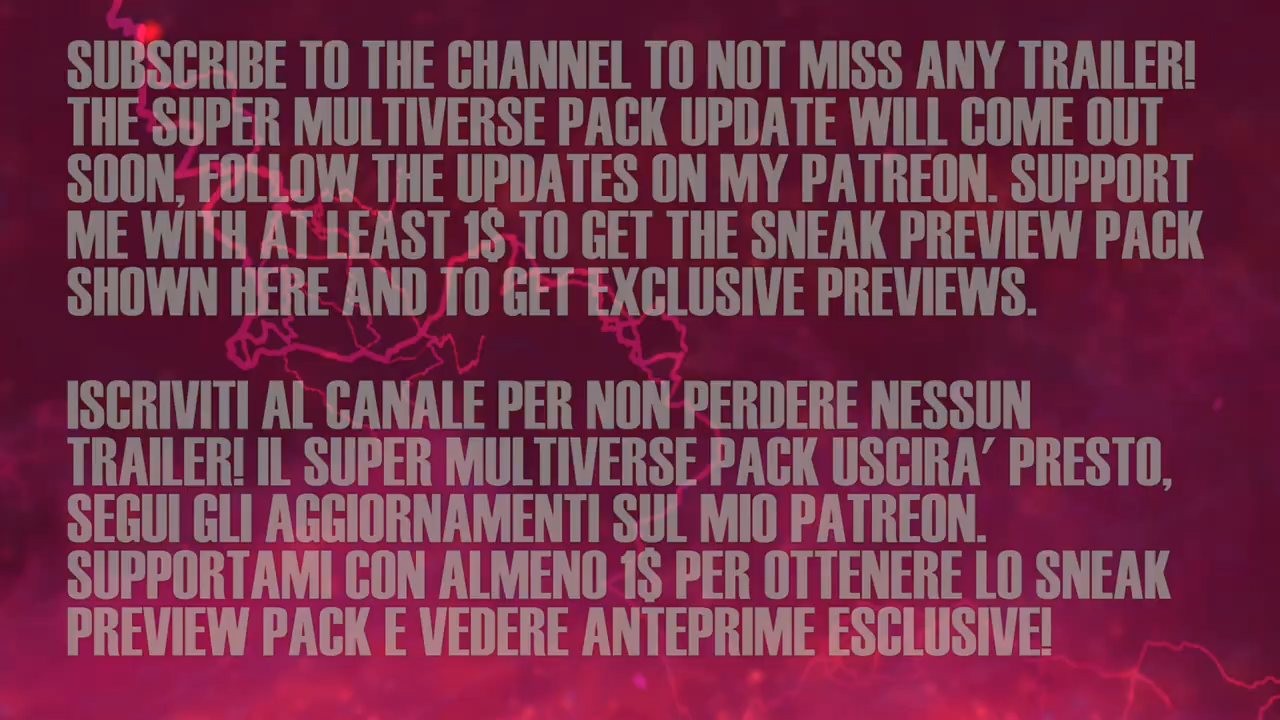 SUBSCRIBE TO THE CHANNEL TO NOT MISS ANY TRAILER!
THE SUPER MULTIVERSE PACK UPDATE WILL COME OUT
SOON, FOLLOW THE UPDATES ON MY PATREON. SUPPORT
ME WITH AT LEAST 1$ TO GET THE SNEAK PREVIEW PACK
SHOWN HERE AND TO GET EXCLUSIVE PREVIEWS.
ISCRIVITI AL CANALE PER NON PERDERE NESSUN
TRAILER! IL SUPER MULTIVERSE PACK USCIRA' PRESTO,
SEGUI GLI AGGIORNAMENTI SUL MIO PATREON.
SUPPORTAMI CON ALMENO 1$ PER OTTENERE LO SNEAK
PREVIEW PACK E VEDERE ANTEPRIME ESCLUSIVE!